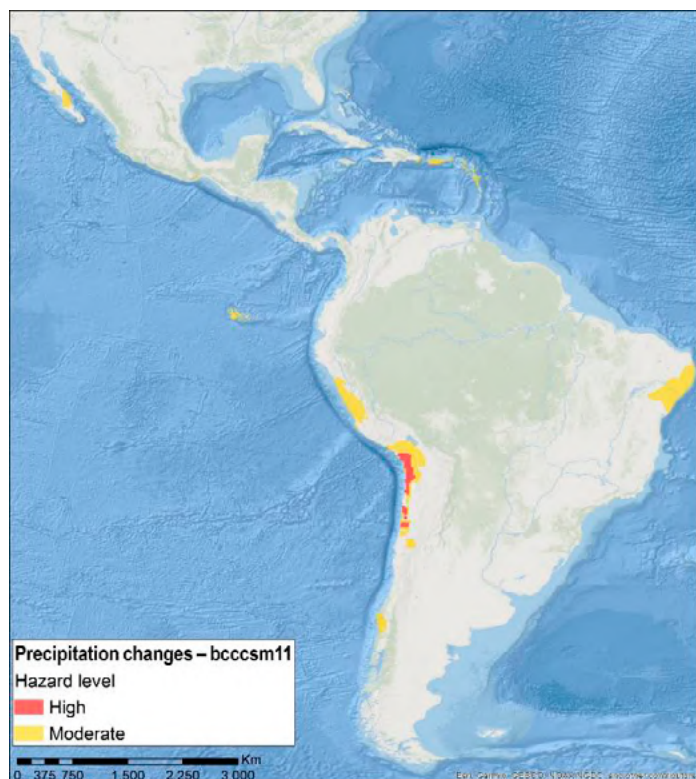 Precipitation changes – bcccsm11
Hazard level
High
Moderate
Km
0 375 750 1.500 2.250 3.000